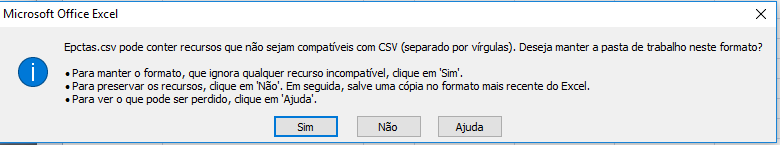 Microsoft Office Excel
Epctas.csv pode conter recursos que não sejam compatíveis com CSV (separado por vírgulas). Deseja manter a pasta de trabalho neste formato?
• Para manter o formato, que ignora qualquer recurso incompatível, clique em 'Sim'.
• Para preservar os recursos, clique em 'Não'. Em seguida, salve uma cópia no formato mais recente do Excel.
• Para ver o que pode ser perdido, clique em 'Ajuda'.
Sim Não Ajuda